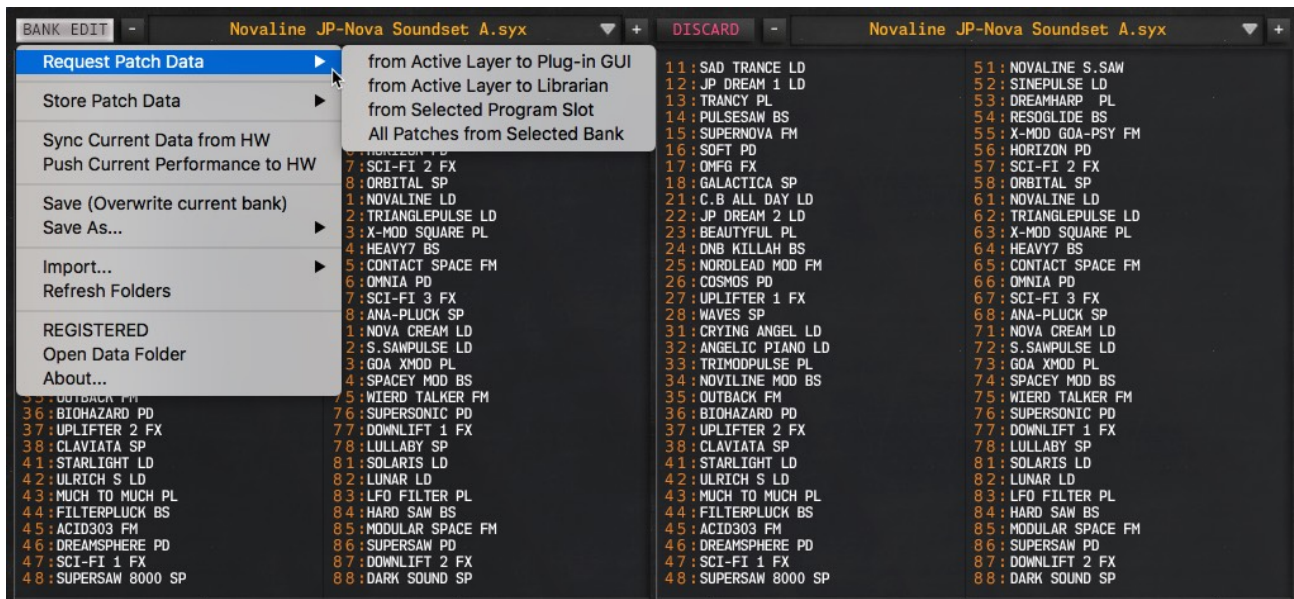 BANK EDIT - Novaline JP-Nova Soundset A.syx + DISCARD - Novaline JP-Nova Soundset A.syx +
Request Patch Data
Store Patch Data
Sync Current Data from HW
Push Current Performance to HW
Save (Overwrite current bank)
Save As...
Import...
Refresh Folders
REGISTERED
Open Data Folder
About...
from Active Layer to Plug-in GUI
from Active Layer to Librarian
from Selected Program Slot
All Patches from Selected Bank
35:OUTBACK FM
36:BIOHAZARD PD
37:UPLIFTER 2 FX
38:CLAVIATA SP
41:STARLIGHT LD
42:ULRICH S LD
43:MUCH TO MUCH PL
44:FILTERPLUCK BS
45:ACID303 FM
46:DREAMSPHERE PD
47:SCI-FI 1 FX
48:SUPERSAW 8000 SP
6:HORIZON PD
7:SCI-FI 2 FX
8:ORBITAL SP
1:NOVALINE LD
2:TRIANGLEPULSE LD
3:X-MOD SQUARE PL
4:HEAVY7 BS
5:CONTACT SPACE FM
6:OMNIA PD
7:SCI-FI 3 FX
8:ANA-PLUCK SP
1:NOVA CREAM LD
2:S.SAWPULSE LD
3:GOA XMOD PL
4:SPACEY MOD BS
75:WIERD TALKER FM
76:SUPERSONIC PD
77:DOWNLIFT 1 FX
78:LULLABY SP
81:SOLARIS LD
82:LUNAR LD
83:LFO FILTER PL
84:HARD SAW BS
85:MODULAR SPACE FM
86:SUPERSAW PD
87:DOWNLIFT 2 FX
88:DARK SOUND SP
11:SAD TRANCE LD
12:JP DREAM 1 LD
13:TRANCY PL
14:PULSESAW BS
15:SUPERNOVA FM
16:SOFT PD
17:OMFG FX
18:GALACTICA SP
21:C.B ALL DAY LD
22:JP DREAM 2 LD
23:BEAUTYFUL PL
24:DNB KILLAH BS
25:NORDLEAD MOD FM
26:COSMOS PD
27:UPLIFTER 1 FX
28:WAVES SP
31:CRYING ANGEL LD
32:ANGELIC PIANO LD
33:TRIMODPULSE PL
34:NOVILINE MOD BS
35:OUTBACK FM
36:BIOHAZARD PD
37:UPLIFTER 2 FX
38:CLAVIATA SP
41:STARLIGHT LD
42:ULRICH S LD
43:MUCH TO MUCH PL
44:FILTERPLUCK BS
45:ACID303 FM
46:DREAMSPHERE PD
47:SCI-FI 1 FX
48:SUPERSAW 8000 SP
51:NOVALINE S.SAW
52:SINEPULSE LD
53:DREAMHARP PL
54:RESOGLIDE BS
55:X-MOD GOA-PSY FM
56:HORIZON PD
57:SCI-FI 2 FX
58:ORBITAL SP
61:NOVALINE LD
62:TRIANGLEPULSE LD
63:X-MOD SQUARE PL
64:HEAVY7 BS
65:CONTACT SPACE FM
66:OMNIA PD
67:SCI-FI 3 FX
68:ANA-PLUCK SP
71:NOVA CREAM LD
72:S.SAWPULSE LD
73:GOA XMOD PL
74:SPACEY MOD BS
75:WIERD TALKER FM
76:SUPERSONIC PD
77:DOWNLIFT 1 FX
78:LULLABY SP
81:SOLARIS LD
82:LUNAR LD
83:LFO FILTER PL
84:HARD SAW BS
85:MODULAR SPACE FM
86:SUPERSAW PD
87:DOWNLIFT 2 FX
88:DARK SOUND SP